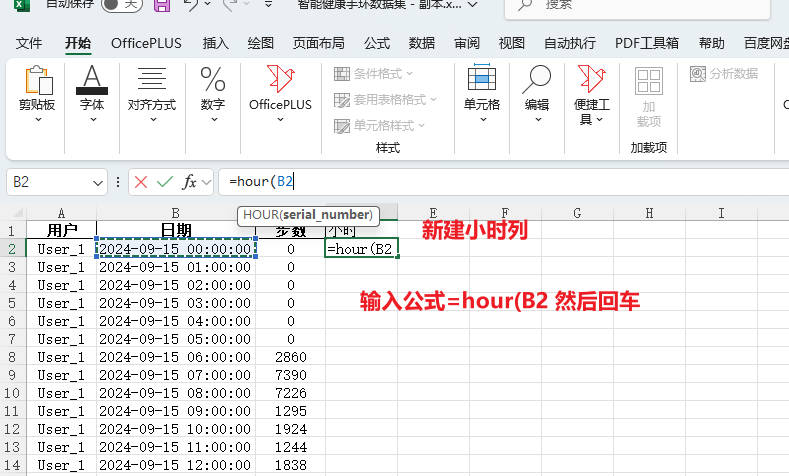 自动保存 关 智能健康手环数据集 - 副本.x... 搜索
文件 开始 OfficePLUS 插入 绘图 页面布局 公式 数据 审阅 视图 自动执行 PDF工具箱 帮助 百度网盘
剪贴板 字体 对齐方式 数字 OfficePLUS 条件格式 套用表格格式 单元格样式 样式 单元格 编辑 便捷工具 加载项 加载项 分析数据
B2 fx =hour(B2
HOUR(serial_number)
A B E F G H I
1 用户 日期 步数 小时
新建小时列
2 User_1 2024-09-15 00:00:00 0 =hour(B2
3 User_1 2024-09-15 01:00:00 0
4 User_1 2024-09-15 02:00:00 0
5 User_1 2024-09-15 03:00:00 0
输入公式=hour(B2 然后回车
6 User_1 2024-09-15 04:00:00 0
7 User_1 2024-09-15 05:00:00 0
8 User_1 2024-09-15 06:00:00 2860
9 User_1 2024-09-15 07:00:00 7390
10 User_1 2024-09-15 08:00:00 7226
11 User_1 2024-09-15 09:00:00 1295
12 User_1 2024-09-15 10:00:00 1924
13 User_1 2024-09-15 11:00:00 1244
14 User_1 2024-09-15 12:00:00 1838